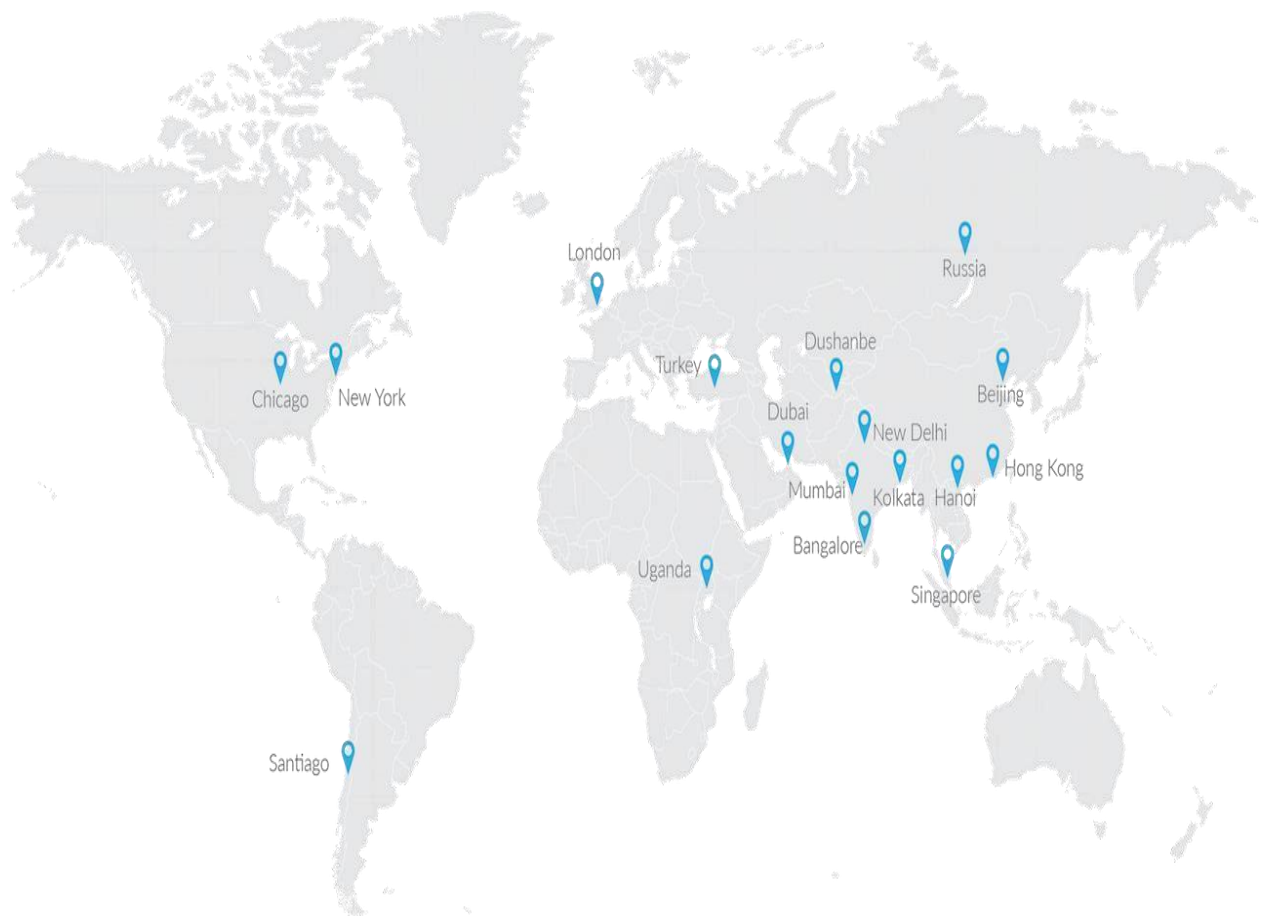 London
Russia
Dushanbe
Turkey
Beijing
Chicago
New York
Dubai
New Delhi
Hong Kong
Mumbai
Kolkata
Hanoi
Bangalore
Uganda
Singapore
Santiago